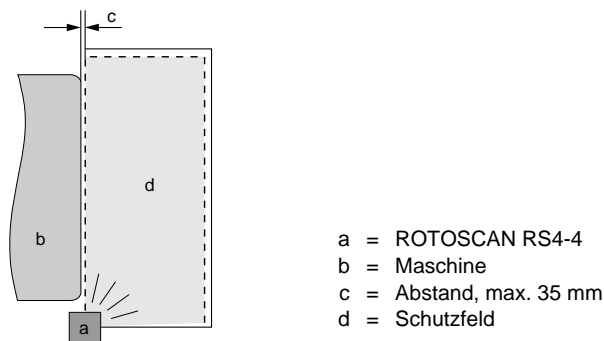 c
d
b
a
a = ROTOSCAN RS4-4
b = Maschine
c = Abstand, max. 35 mm
d = Schutzfeld